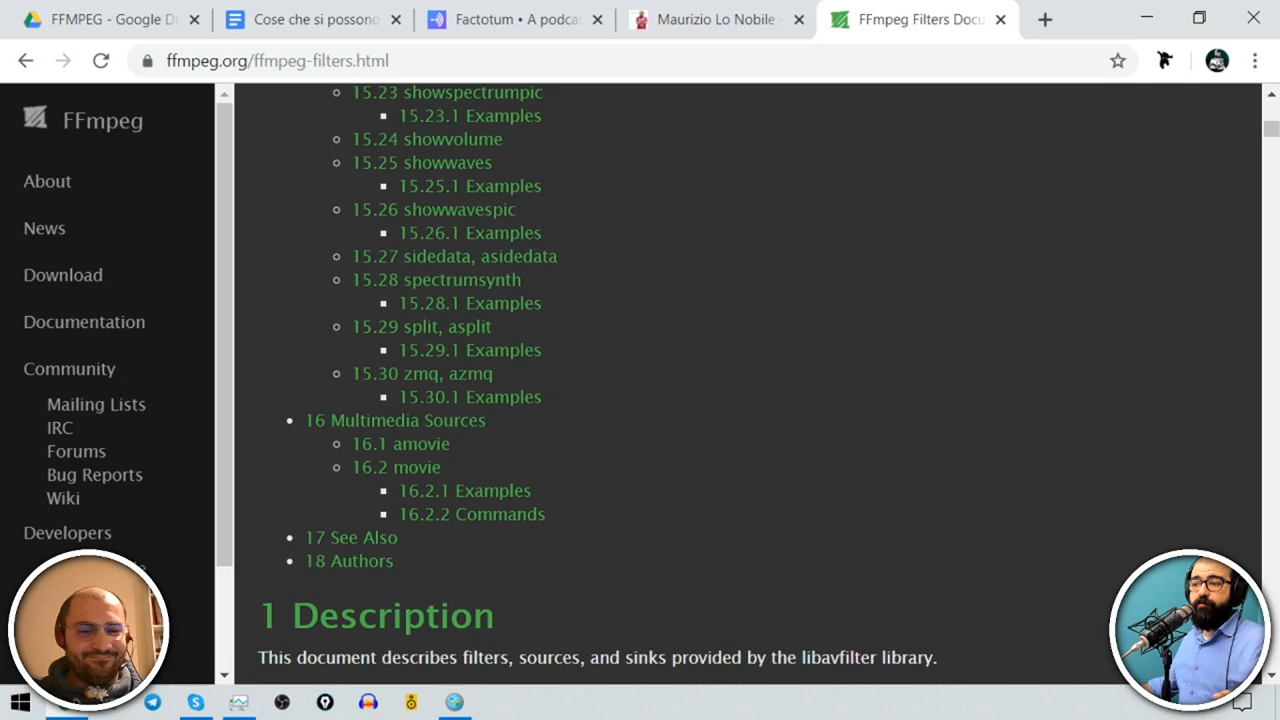 FFMPEG - Google Dr
Cose che si possono
Factotum • A podca
Maurizio Lo Nobile -
FFmpeg Filters Docu
ffmpeg.org/ffmpeg-filters.html
FFmpeg
About
News
Download
Documentation
Community
Mailing Lists
IRC
Forums
Bug Reports
Wiki
Developers
15.23 showspectrumpic
15.23.1 Examples
15.24 showvolume
15.25 showwaves
15.25.1 Examples
15.26 showwavespic
15.26.1 Examples
15.27 sidedata, asidedata
15.28 spectrumsynth
15.28.1 Examples
15.29 split, asplit
15.29.1 Examples
15.30 zmq, azmq
15.30.1 Examples
16 Multimedia Sources
16.1 amovie
16.2 movie
16.2.1 Examples
16.2.2 Commands
17 See Also
18 Authors
1 Description
This document describes filters, sources, and sinks provided by the libavfilter library.